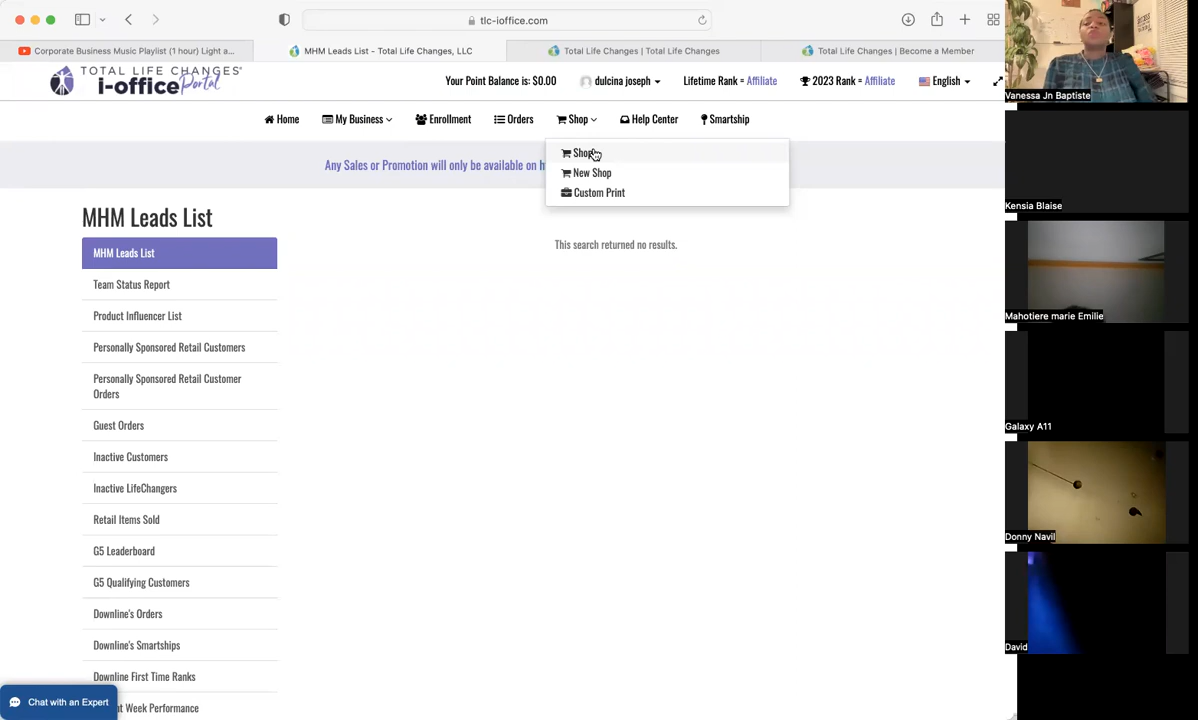 tlc-ioffice.com
Corporate Business Music Playlist (1 hour) Light a...
MHM Leads List - Total Life Changes, LLC
Total Life Changes | Total Life Changes
Total Life Changes | Become a Member
TOTAL LIFE CHANGES®
i-office Portal
Your Point Balance is: $0.00
dulcina joseph
Lifetime Rank = Affiliate
2023 Rank = Affiliate
English
Home
My Business
Enrollment
Orders
Shop
Help Center
Smartship
Shop
New Shop
Custom Print
Any Sales or Promotion will only be available on h
MHM Leads List
This search returned no results.
MHM Leads List
Team Status Report
Product Influencer List
Personally Sponsored Retail Customers
Personally Sponsored Retail Customer
Orders
Guest Orders
Inactive Customers
Inactive LifeChangers
Retail Items Sold
G5 Leaderboard
G5 Qualifying Customers
Downline's Orders
Downline's Smartships
Downline First Time Ranks
nt Week Performance
Chat with an Expert
Vanessa Jn Baptiste
Kensia Blaise
Mahotiere marie Emilie
Galaxy A11
Donny Navil
David